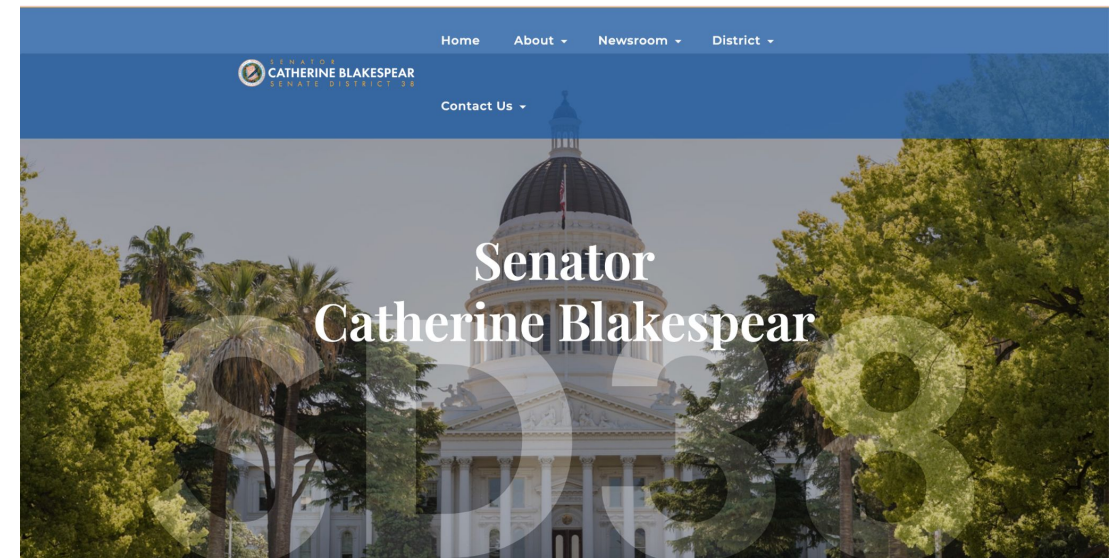 Home About Newsroom District
SENATOR
CATHERINE BLAKESPEAR
SENATE DISTRICT 38
Contact Us
Senator
Catherine Blakespear
SD38